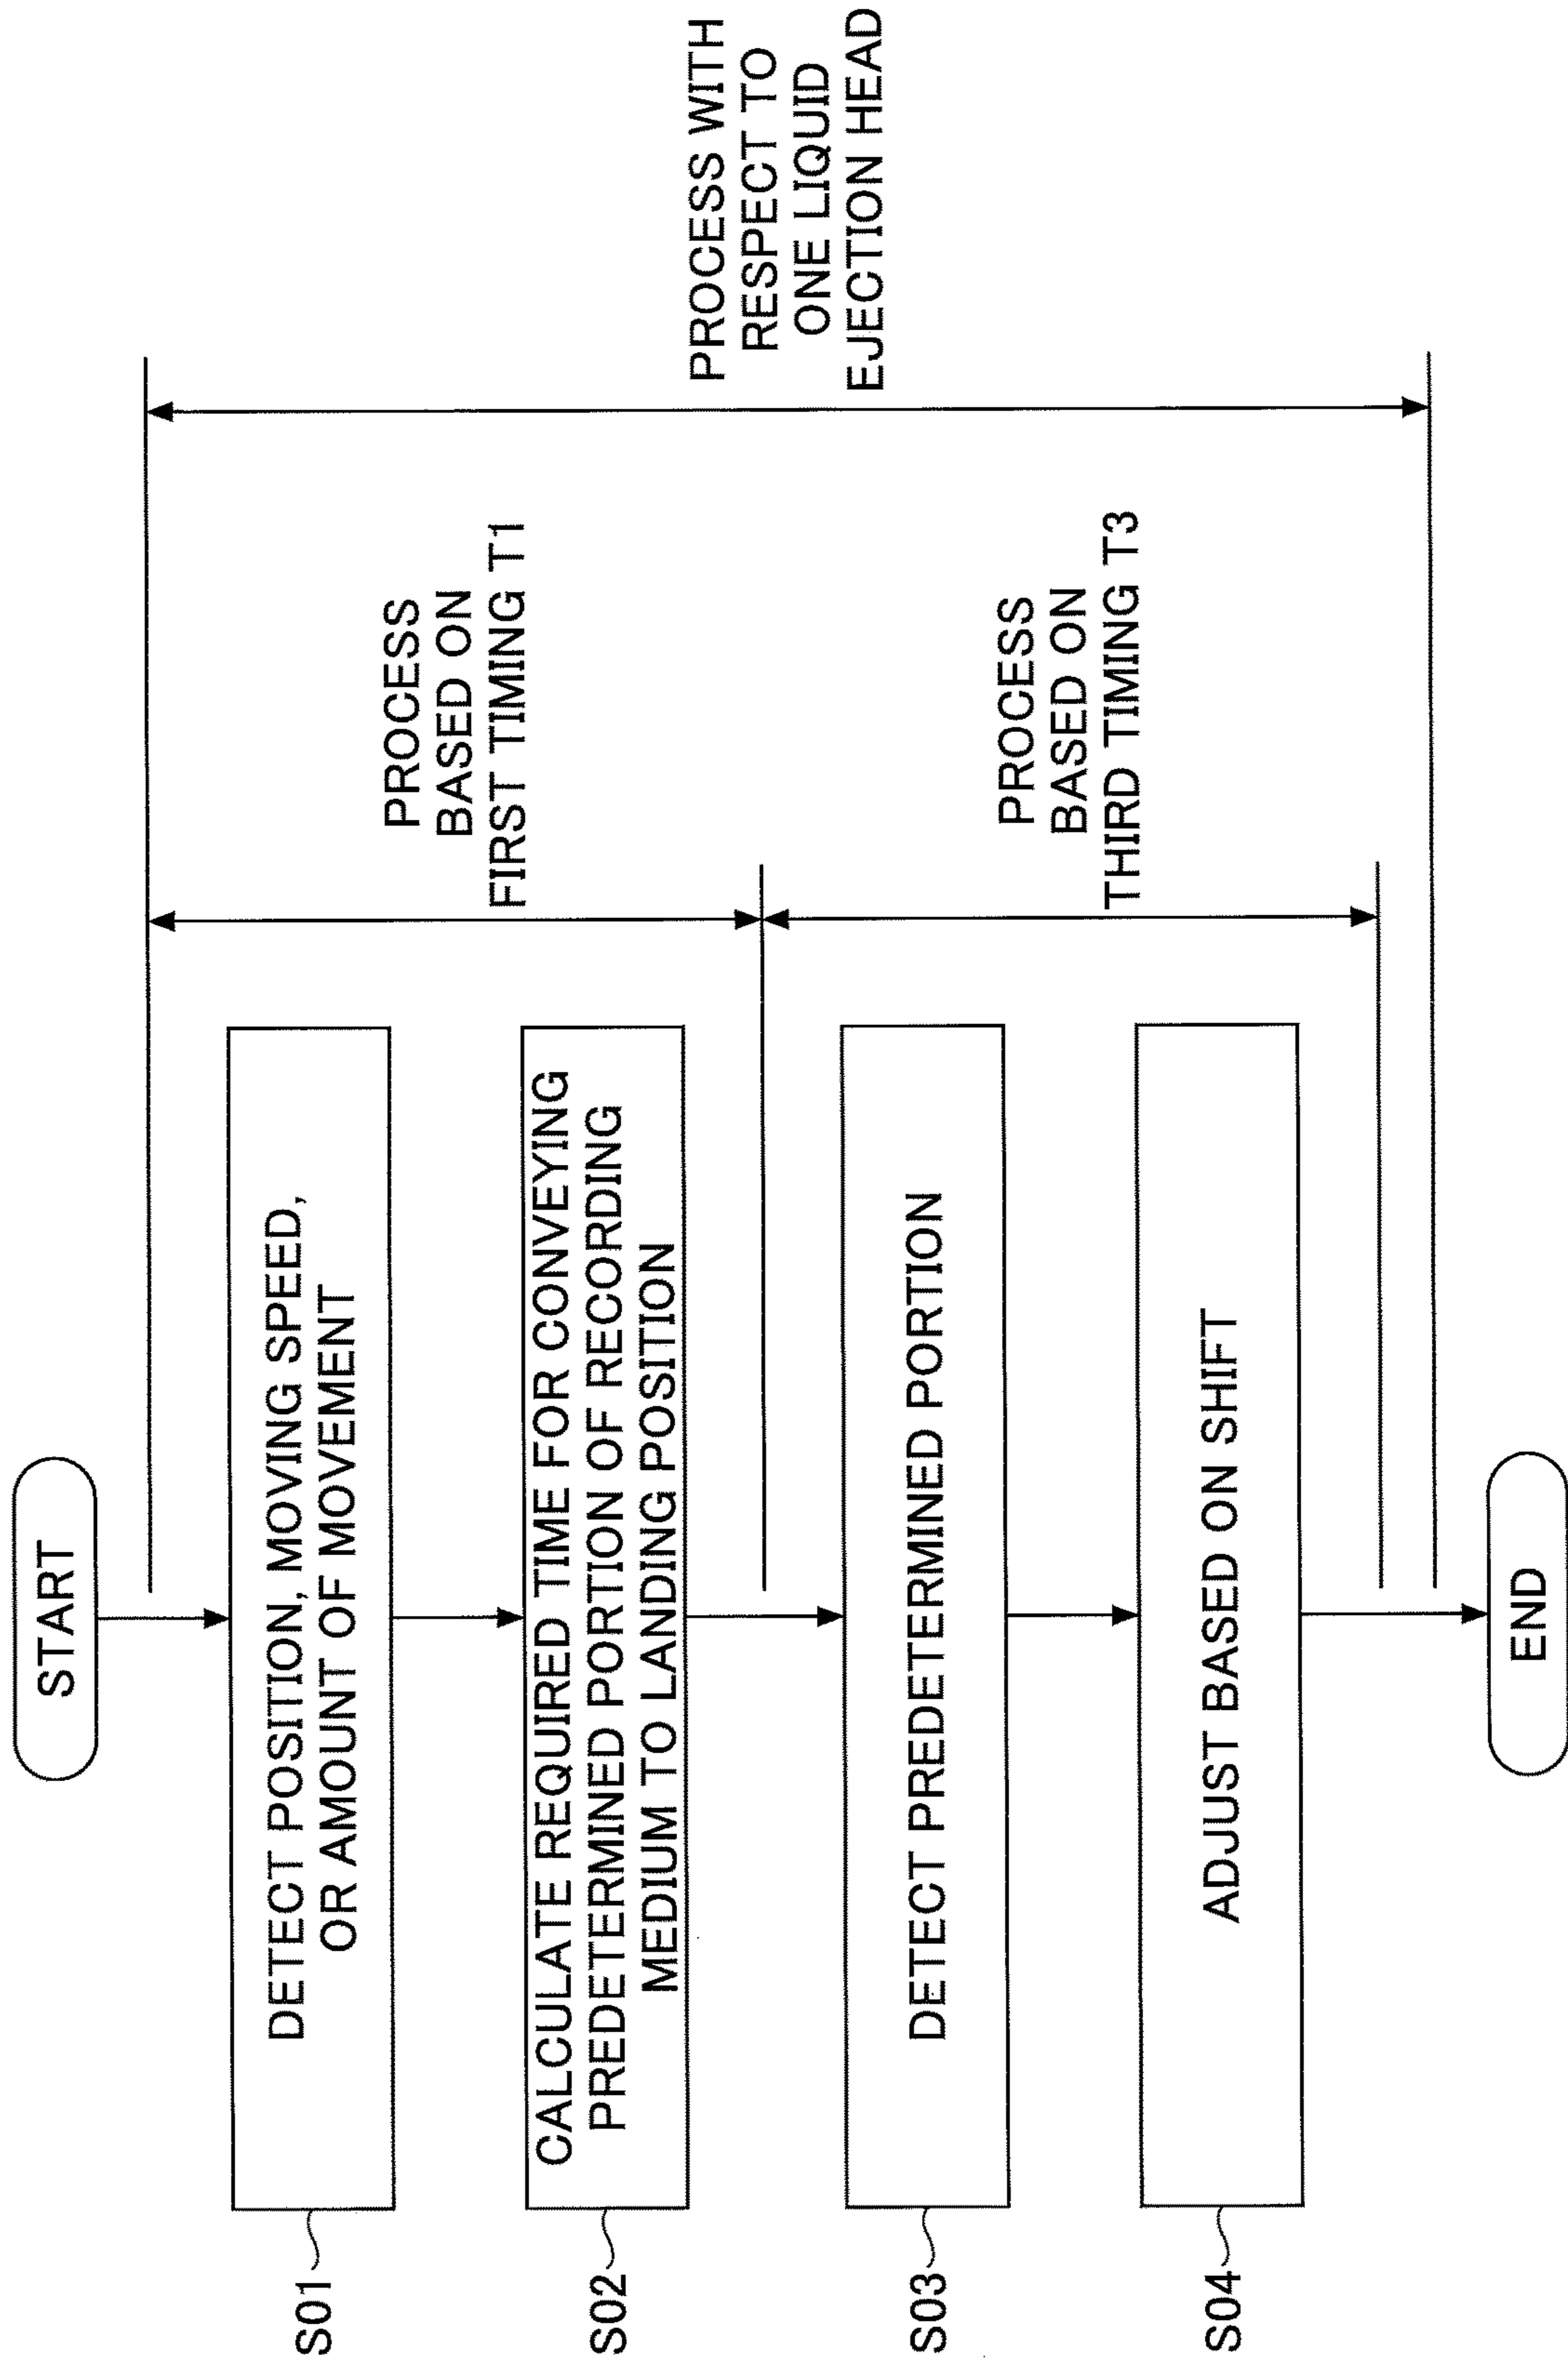 START
S01
DETECT POSITION, MOVING SPEED,
OR AMOUNT OF MOVEMENT
S02
CALCULATE REQUIRED TIME FOR CONVEYING
PREDETERMINED PORTION OF RECORDING
MEDIUM TO LANDING POSITION
PROCESS
BASED ON
FIRST TIMING T1
S03
DETECT PREDETERMINED PORTION
S04
ADJUST BASED ON SHIFT
PROCESS
BASED ON
THIRD TIMING T3
PROCESS WITH
RESPECT TO
ONE LIQUID
EJECTION HEAD
END